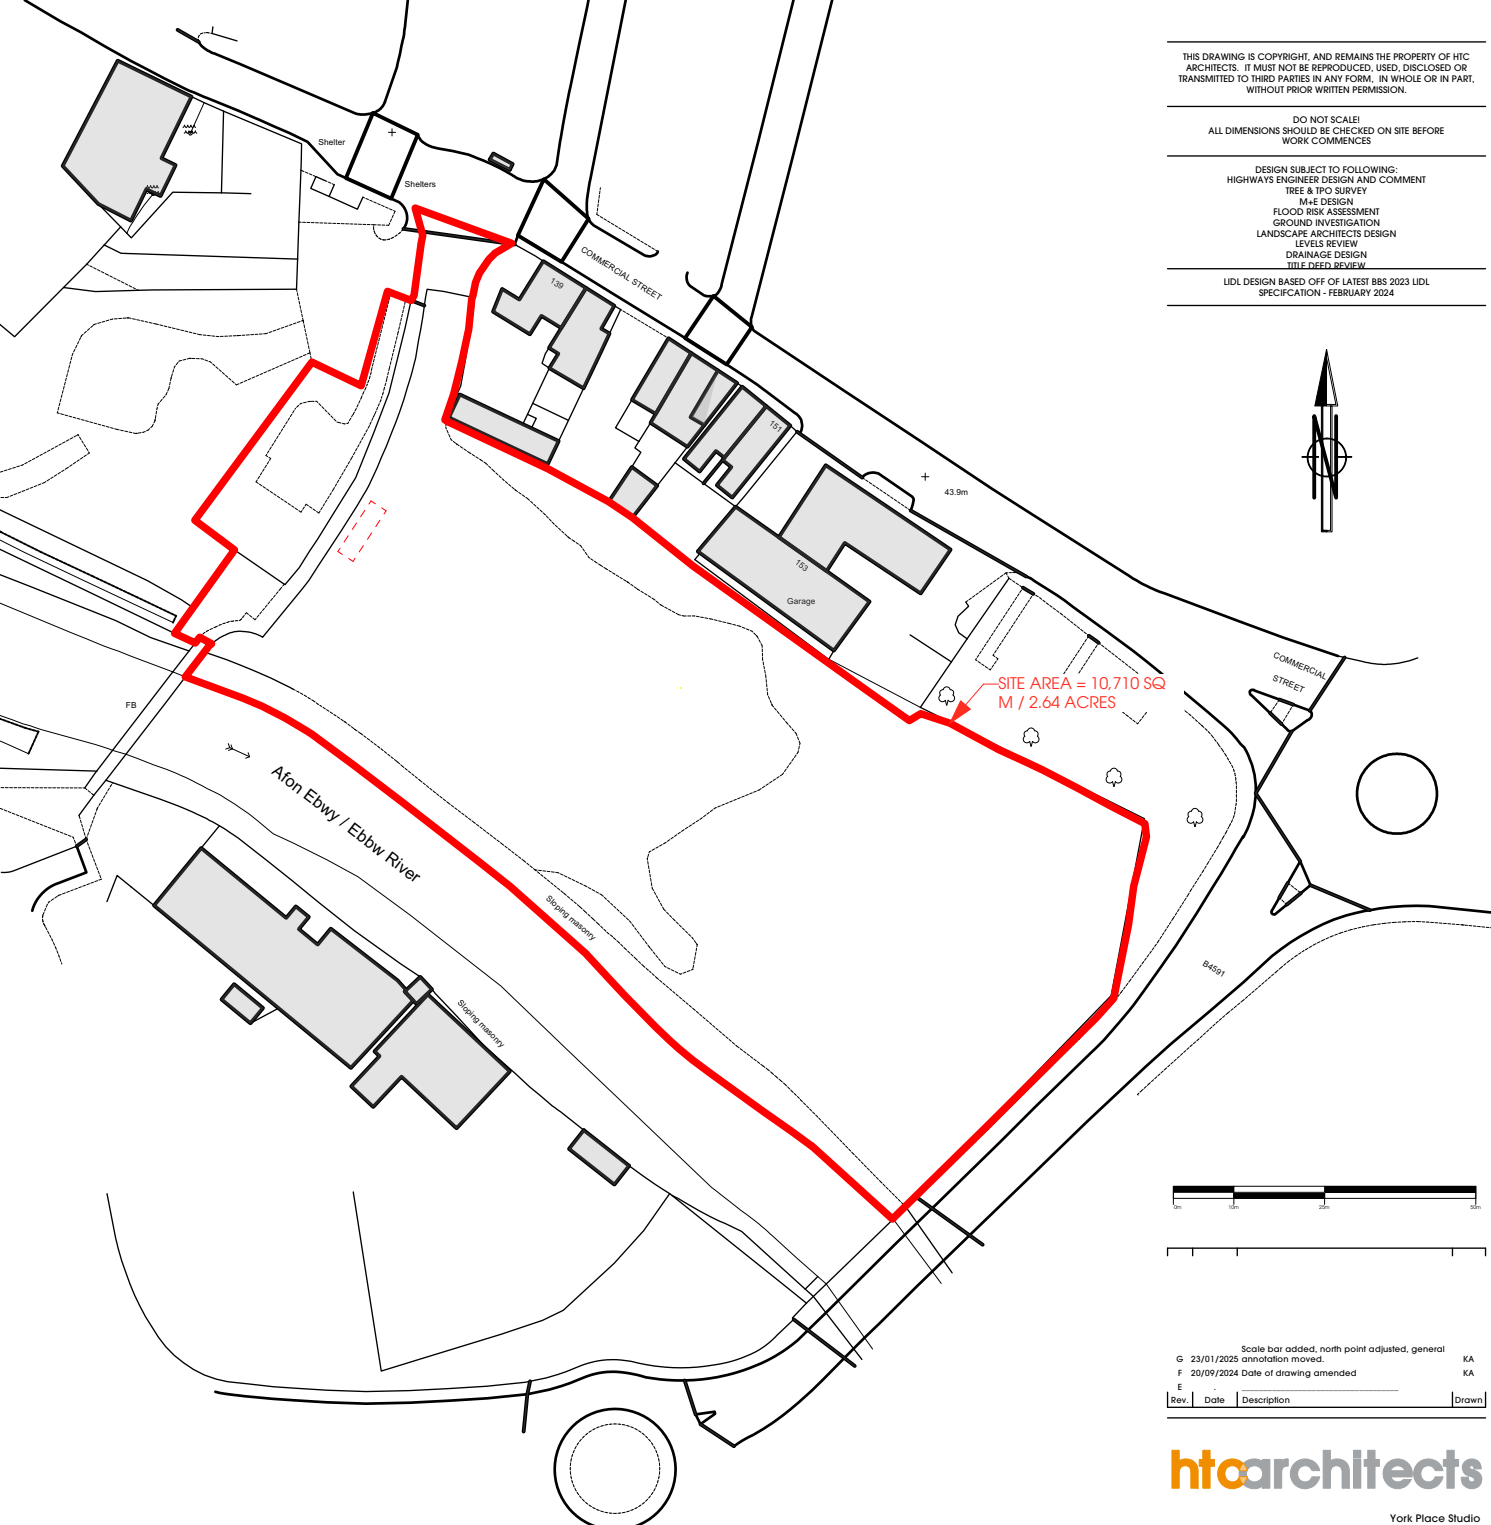 THIS DRAWING IS COPYRIGHT, AND REMAINS THE PROPERTY OF HTC
ARCHITECTS. IT MUST NOT BE REPRODUCED, USED, DISCLOSED OR
TRANSMITTED TO THIRD PARTIES IN ANY FORM, IN WHOLE OR IN PART,
WITHOUT PRIOR WRITTEN PERMISSION.
DO NOT SCALE!
ALL DIMENSIONS SHOULD BE CHECKED ON SITE BEFORE
WORK COMMENCES
DESIGN SUBJECT TO FOLLOWING:
HIGHWAYS ENGINEER DESIGN AND COMMENT
TREE & TPO SURVEY
M+E DESIGN
FLOOD RISK ASSESSMENT
GROUND INVESTIGATION
LANDSCAPE ARCHITECTS DESIGN
LEVELS REVIEW
DRAINAGE DESIGN
TITLE DEED REVIEW
LIDL DESIGN BASED OFF OF LATEST BBS 2023 LIDL
SPECIFCATION - FEBRUARY 2024
N
Shelter
Shelters
COMMERCIAL STREET
139
151
43.9m
153
Garage
COMMERCIAL
STREET
SITE AREA = 10,710 SQ
M / 2.64 ACRES
FB
Afon Ebwy / Ebbw River
Sloping masonry
B4591
Sloping masonry
0m 10m 25m 50m
Scale bar added, north point adjusted, general
G 23/01/2025 annotation moved. KA
F 20/09/2024 Date of drawing amended KA
E .
Rev. Date Description Drawn
htcarchitects
York Place Studio